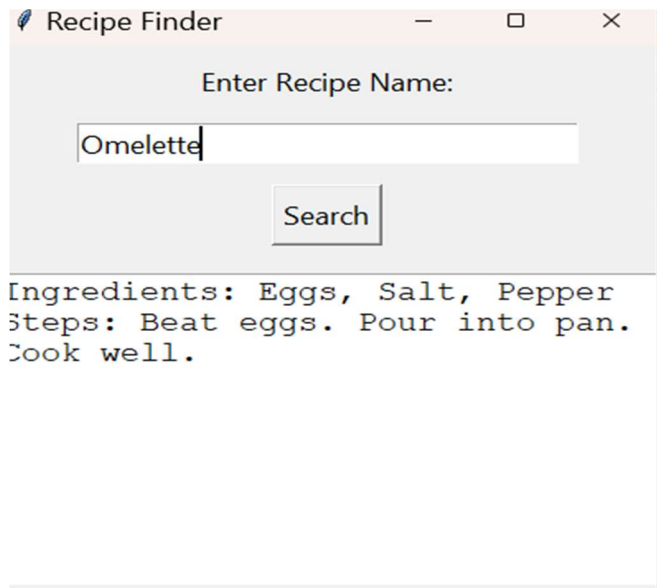 Recipe Finder
Enter Recipe Name:
Omelette
Search
Ingredients: Eggs, Salt, Pepper
Steps: Beat eggs. Pour into pan.
Cook well.